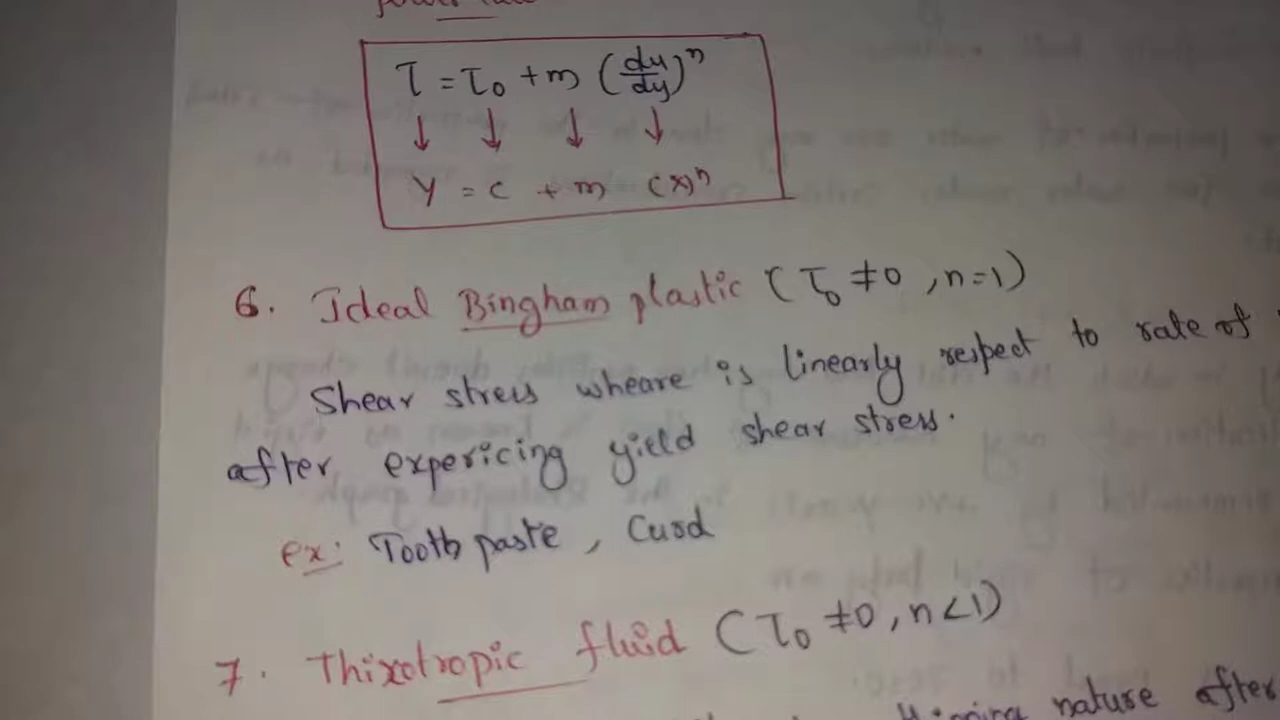 τ = τ₀ + m (du/dy)ⁿ
↓ ↓ ↓ ↓
y = c + m (x)ⁿ
6. Ideal Bingham plastic (τ₀ ≠ 0, n=1)
Shear stress wheare is linearly respect to rate of
after expericing yield shear stress.
ex: Tooth paste, Curd
7. Thixotropic fluid (τ₀ ≠ 0, n<1)
nature after